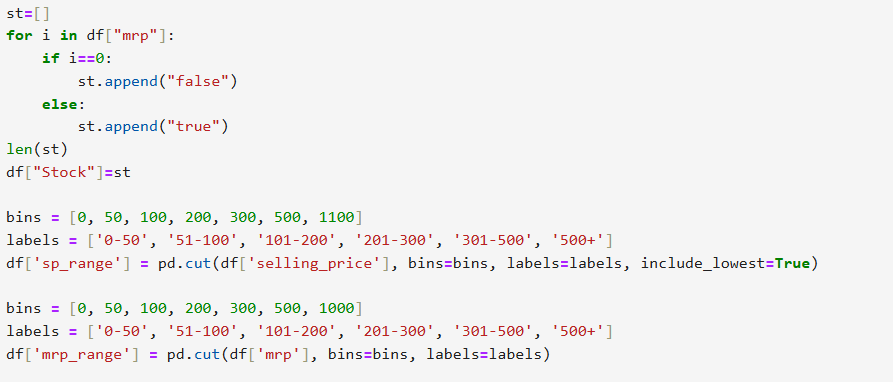 st=[]
for i in df["mrp"]:
    if i==0:
        st.append("false")
    else:
        st.append("true")
len(st)
df["Stock"]=st

bins = [0, 50, 100, 200, 300, 500, 1100]
labels = ['0-50', '51-100', '101-200', '201-300', '301-500', '500+']
df['sp_range'] = pd.cut(df['selling_price'], bins=bins, labels=labels, include_lowest=True)

bins = [0, 50, 100, 200, 300, 500, 1000]
labels = ['0-50', '51-100', '101-200', '201-300', '301-500', '500+']
df['mrp_range'] = pd.cut(df['mrp'], bins=bins, labels=labels)